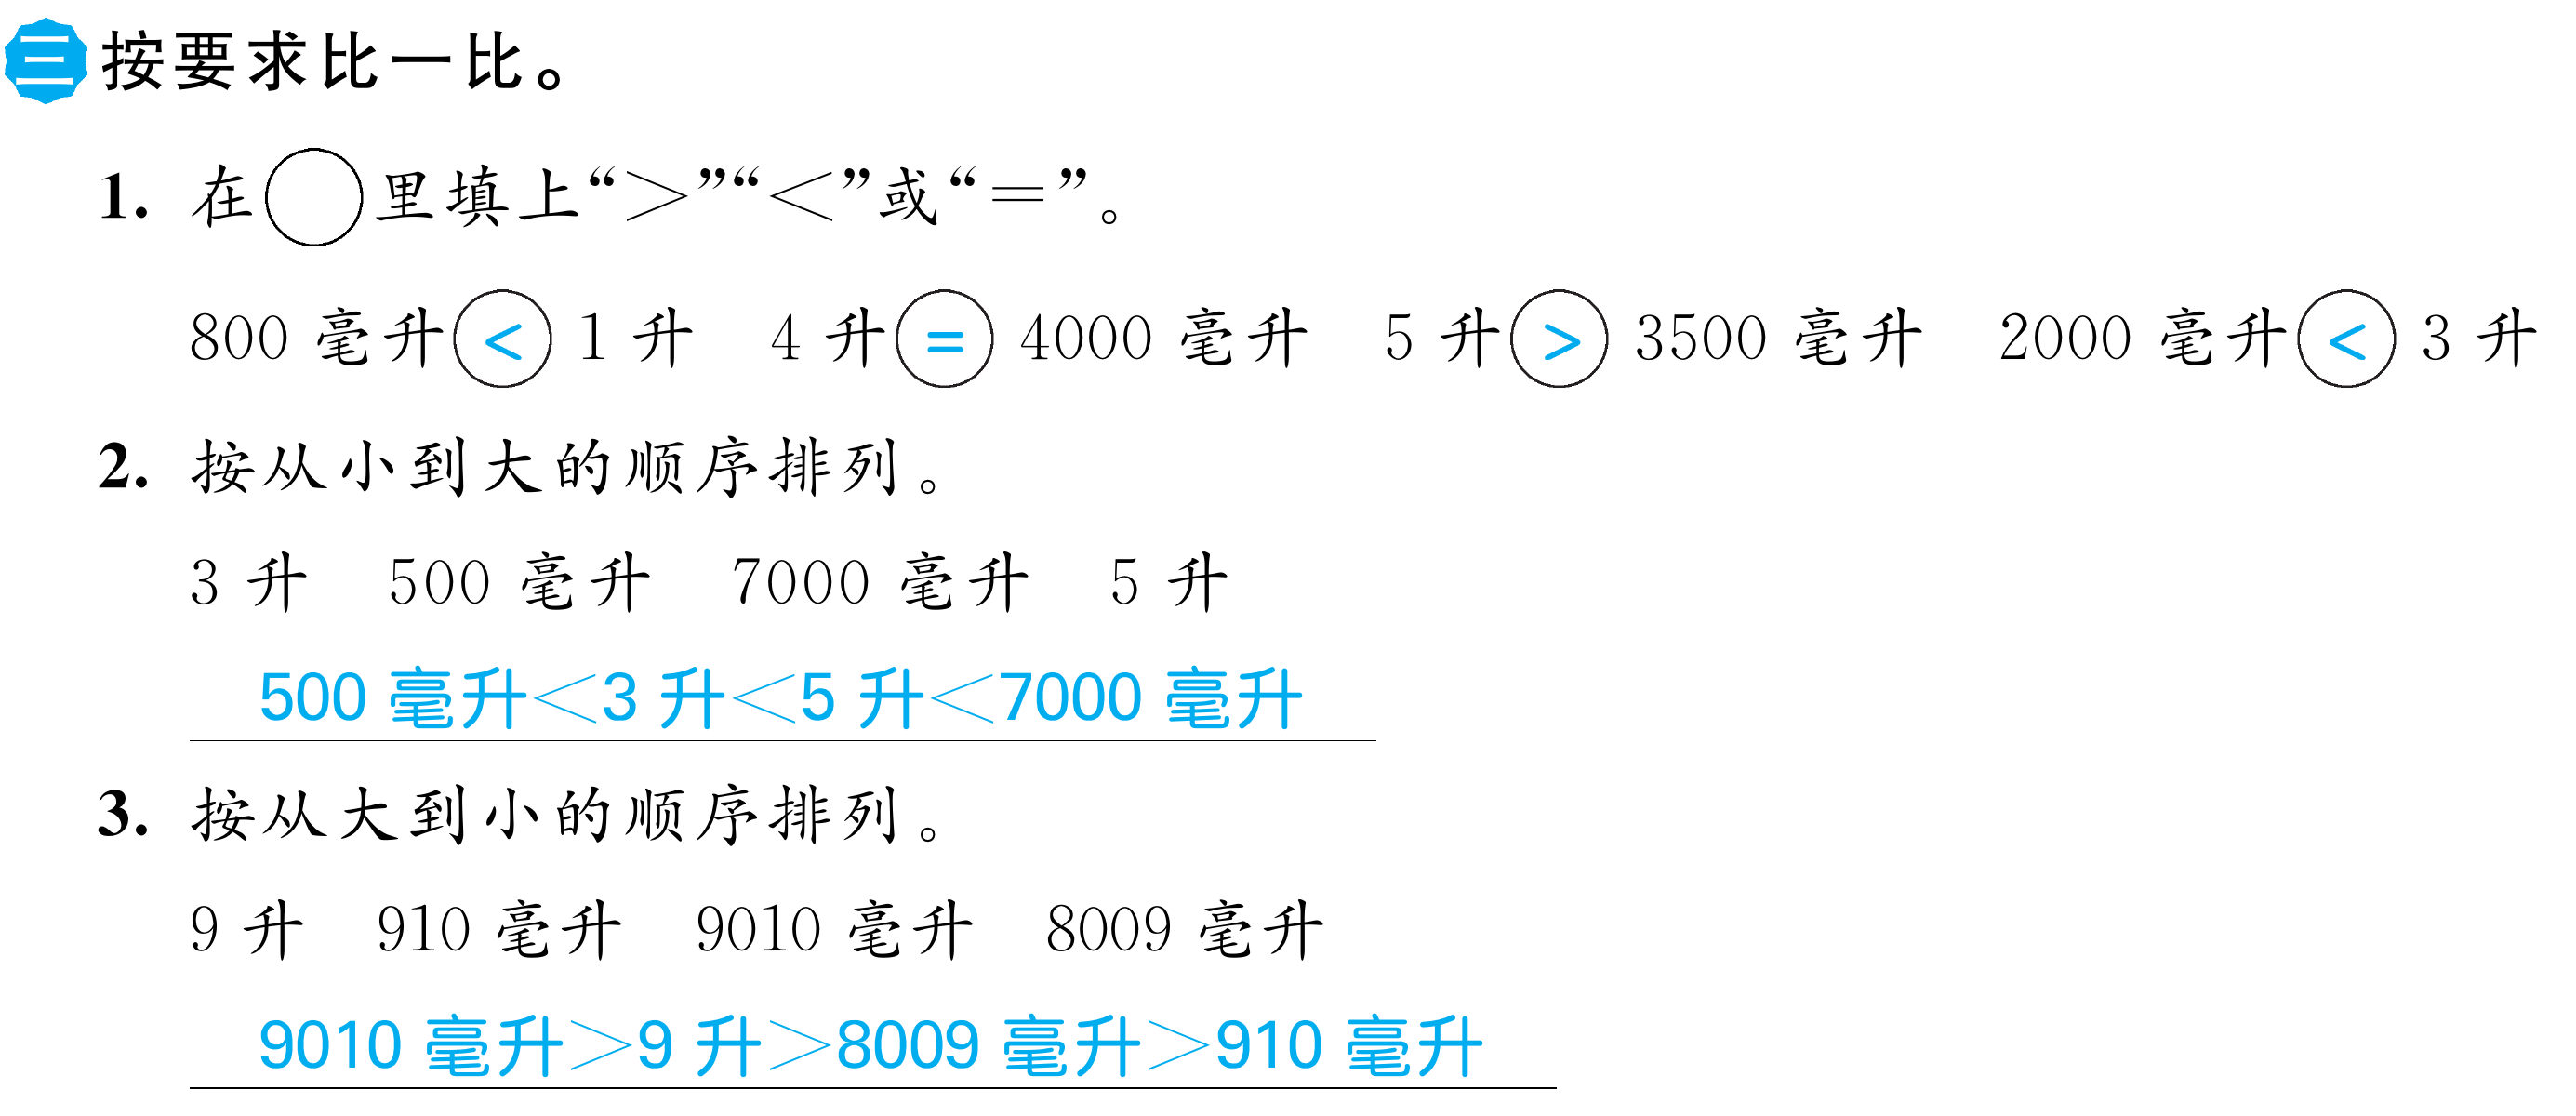 三 按要求比一比。
1. 在○里填上“>”“<”或“=”。
800 毫升 < 1 升 4 升 = 4000 毫升 5 升 > 3500 毫升 2000 毫升 < 3 升
2. 按从小到大的顺序排列。
3 升 500 毫升 7000 毫升 5 升
500 毫升<3 升<5 升<7000 毫升
3. 按从大到小的顺序排列。
9 升 910 毫升 9010 毫升 8009 毫升
9010 毫升>9 升>8009 毫升>910 毫升